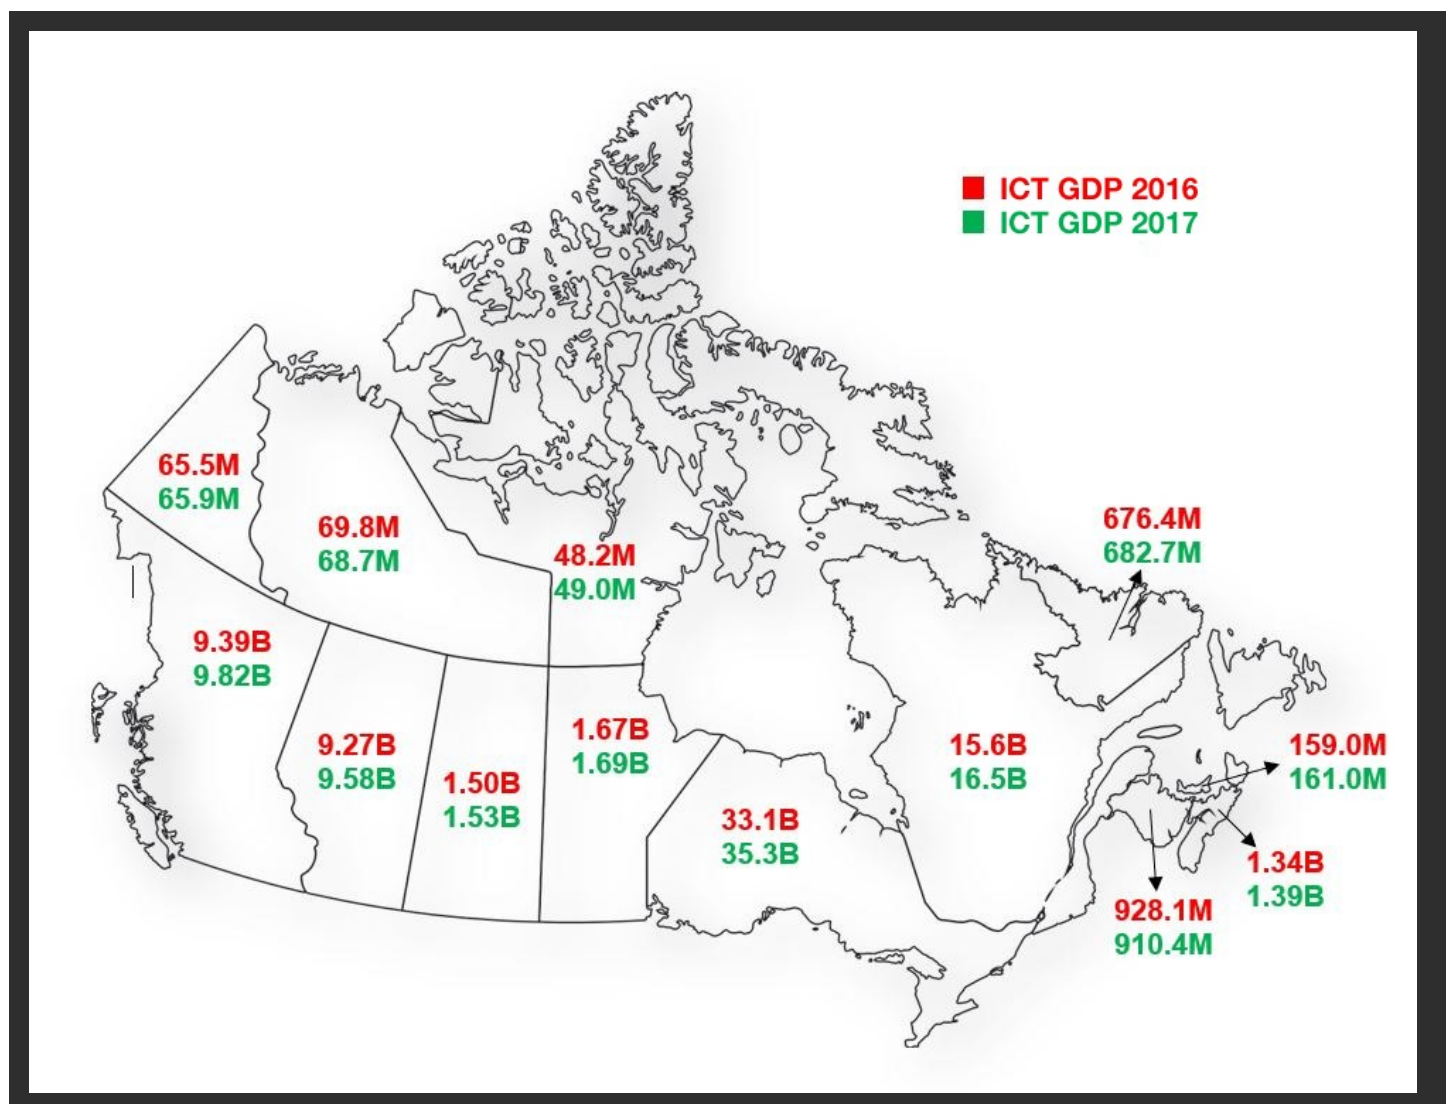 ICT GDP 2016
ICT GDP 2017
65.5M
65.9M
69.8M
68.7M
48.2M
49.0M
676.4M
682.7M
9.39B
9.82B
9.27B
9.58B
1.50B
1.53B
1.67B
1.69B
33.1B
35.3B
15.6B
16.5B
159.0M
161.0M
1.34B
1.39B
928.1M
910.4M